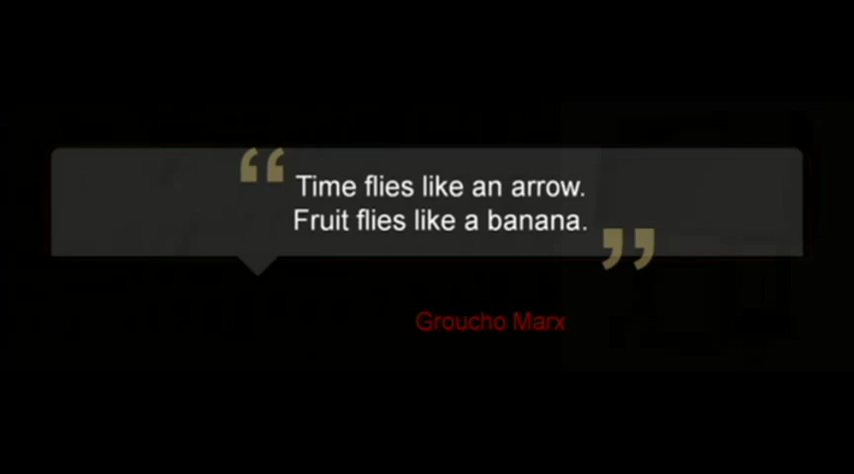 “Time flies like an arrow.
Fruit flies like a banana.”
Groucho Marx